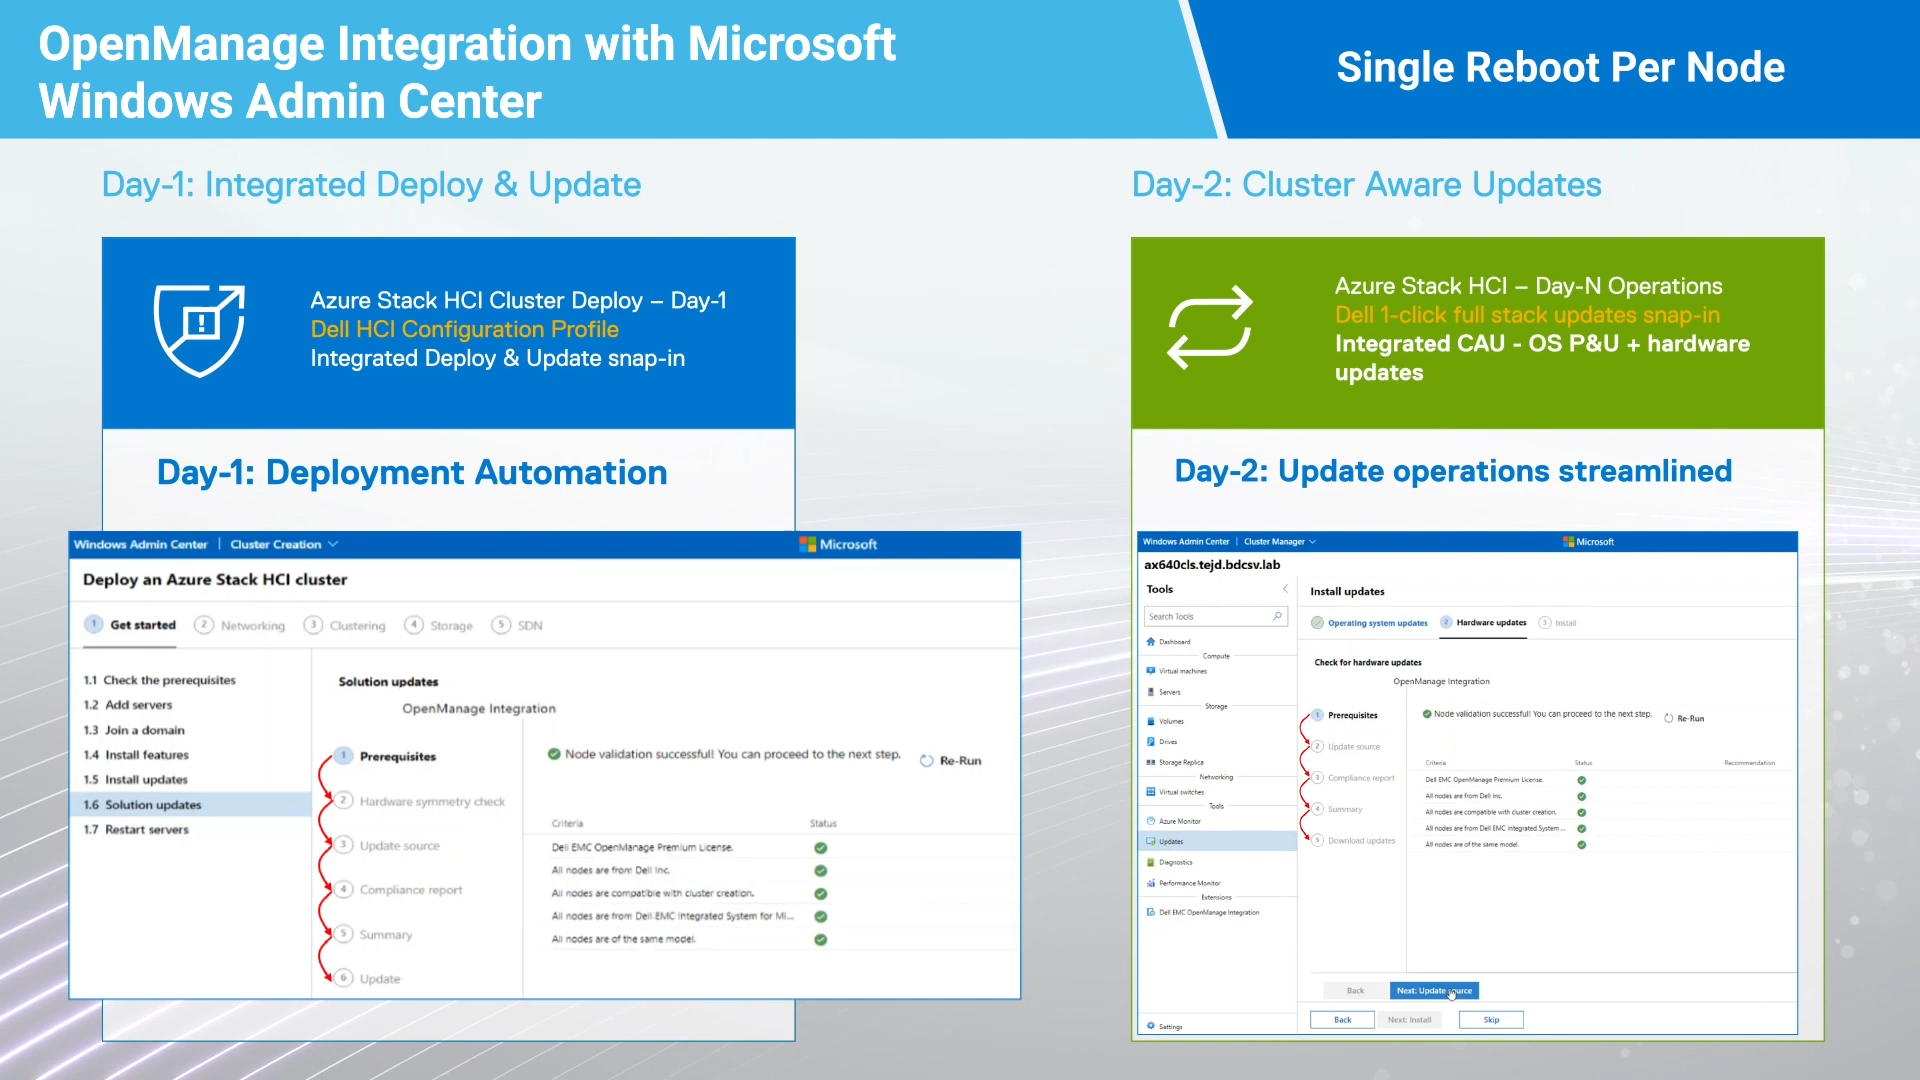 OpenManage Integration with Microsoft
Windows Admin Center
Single Reboot Per Node
Day-1: Integrated Deploy & Update
Azure Stack HCI Cluster Deploy – Day-1
Dell HCI Configuration Profile
Integrated Deploy & Update snap-in
Day-1: Deployment Automation
Windows Admin Center | Cluster Creation
Microsoft
Deploy an Azure Stack HCI cluster
1 Get started 2 Networking 3 Clustering 4 Storage 5 SDN
1.1 Check the prerequisites
1.2 Add servers
1.3 Join a domain
1.4 Install features
1.5 Install updates
1.6 Solution updates
1.7 Restart servers
Solution updates
OpenManage Integration
1 Prerequisites
2 Hardware symmetry check
3 Update source
4 Compliance report
5 Summary
6 Update
Node validation successful! You can proceed to the next step.
Re-Run
Criteria Status
Dell EMC OpenManage Premium License.
All nodes are from Dell Inc.
All nodes are compatible with cluster creation.
All nodes are from Dell EMC Integrated System for Mi...
All nodes are of the same model.
Day-2: Cluster Aware Updates
Azure Stack HCI – Day-N Operations
Dell 1-click full stack updates snap-in
Integrated CAU - OS P&U + hardware
updates
Day-2: Update operations streamlined
Windows Admin Center | Cluster Manager
Microsoft
ax640cls.tejd.bdcsv.lab
Tools
Search Tools
Dashboard
Compute
Virtual machines
Servers
Storage
Volumes
Drives
Storage Replica
Networking
Virtual switches
Tools
Azure Monitor
Updates
Diagnostics
Performance Monitor
Extensions
Dell EMC OpenManage Integration
Settings
Install updates
Operating system updates 2 Hardware updates 3 Install
Check for hardware updates
OpenManage Integration
1 Prerequisites
2 Update source
3 Compliance report
4 Summary
5 Download updates
Node validation successful! You can proceed to the next step.
Re-Run
Criteria Status Recommendation
Dell EMC OpenManage Premium License.
All nodes are from Dell Inc.
All nodes are compatible with cluster creation.
All nodes are from Dell EMC Integrated System ...
All nodes are of the same model.
Back Next: Update source
Back Next: Install Skip